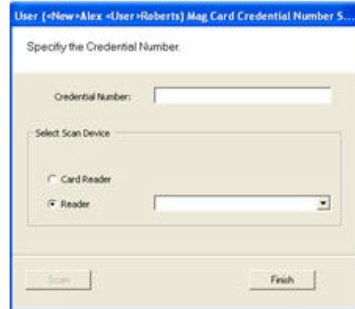 User (<New>Alex <User>Roberts) Mag Card Credential Number S...
Specifiy the Credential Number.
Credential Number:
Select Scan Device
Card Reader
Reader
Scan
Finish